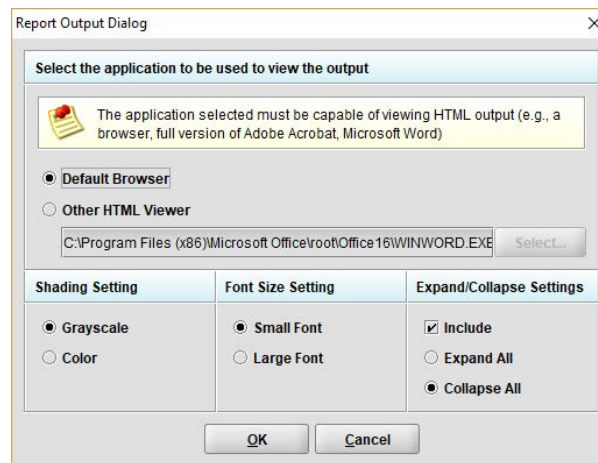 Report Output Dialog
Select the application to be used to view the output
The application selected must be capable of viewing HTML output (e.g., a
browser, full version of Adobe Acrobat, Microsoft Word)
Default Browser
Other HTML Viewer
C:\Program Files (x86)\Microsoft Office\root\Office16\WINWORD.EXE Select...
Shading Setting Font Size Setting Expand/Collapse Settings
Grayscale Small Font Include
Color Large Font Expand All
Collapse All
OK Cancel